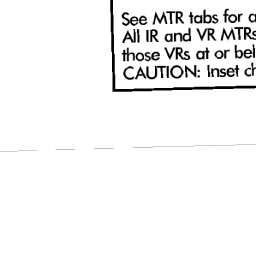 See MTR tabs for a
All IR and VR MTRs
those VRs at or bel
CAUTION: Inset ch